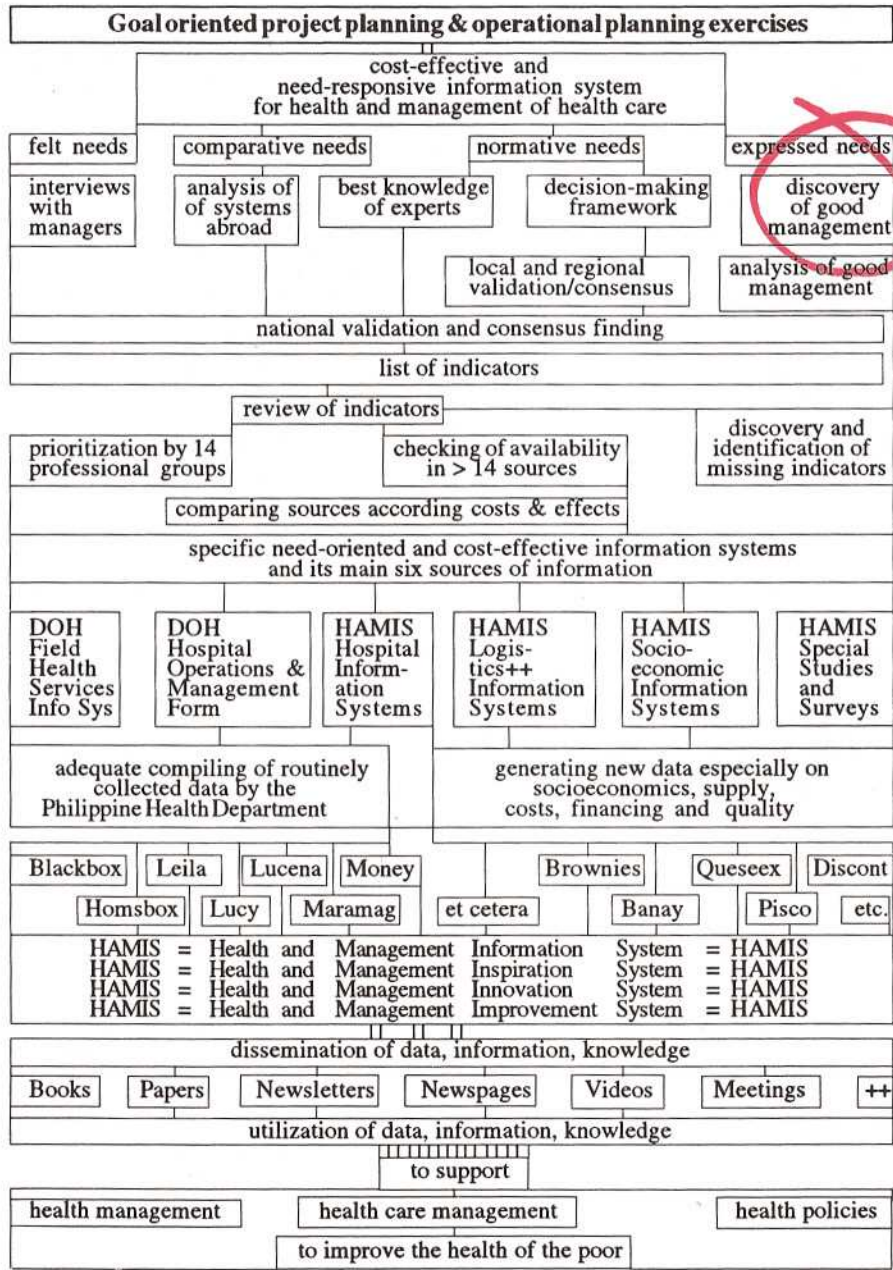 Goal oriented project planning & operational planning exercises
cost-effective and
need-responsive information system
for health and management of health care
felt needs
comparative needs
normative needs
expressed needs
interviews
with
managers
analysis of
of systems
abroad
best knowledge
of experts
decision-making
framework
discovery
of good
management
local and regional
validation/consensus
analysis of good
management
national validation and consensus finding
list of indicators
review of indicators
prioritization by 14
professional groups
checking of availability
in > 14 sources
discovery and
identification of
missing indicators
comparing sources according costs & effects
specific need-oriented and cost-effective information systems
and its main six sources of information
DOH
Field
Health
Services
Info Sys
DOH
Hospital
Operations &
Management
Form
HAMIS
Hospital
Inform-
ation
Systems
HAMIS
Logis-
tics++
Information
Systems
HAMIS
Socio-
economic
Information
Systems
HAMIS
Special
Studies
and
Surveys
adequate compiling of routinely
collected data by the
Philippine Health Department
generating new data especially on
socioeconomics, supply,
costs, financing and quality
Blackbox
Leila
Lucena
Money
Brownies
Queseex
Discont
Homsbox
Lucy
Maramag
et cetera
Banay
Pisco
etc.
HAMIS = Health and Management Information System = HAMIS
HAMIS = Health and Management Inspiration System = HAMIS
HAMIS = Health and Management Innovation System = HAMIS
HAMIS = Health and Management Improvement System = HAMIS
dissemination of data, information, knowledge
Books
Papers
Newsletters
Newspages
Videos
Meetings
++
utilization of data, information, knowledge
to support
health management
health care management
health policies
to improve the health of the poor